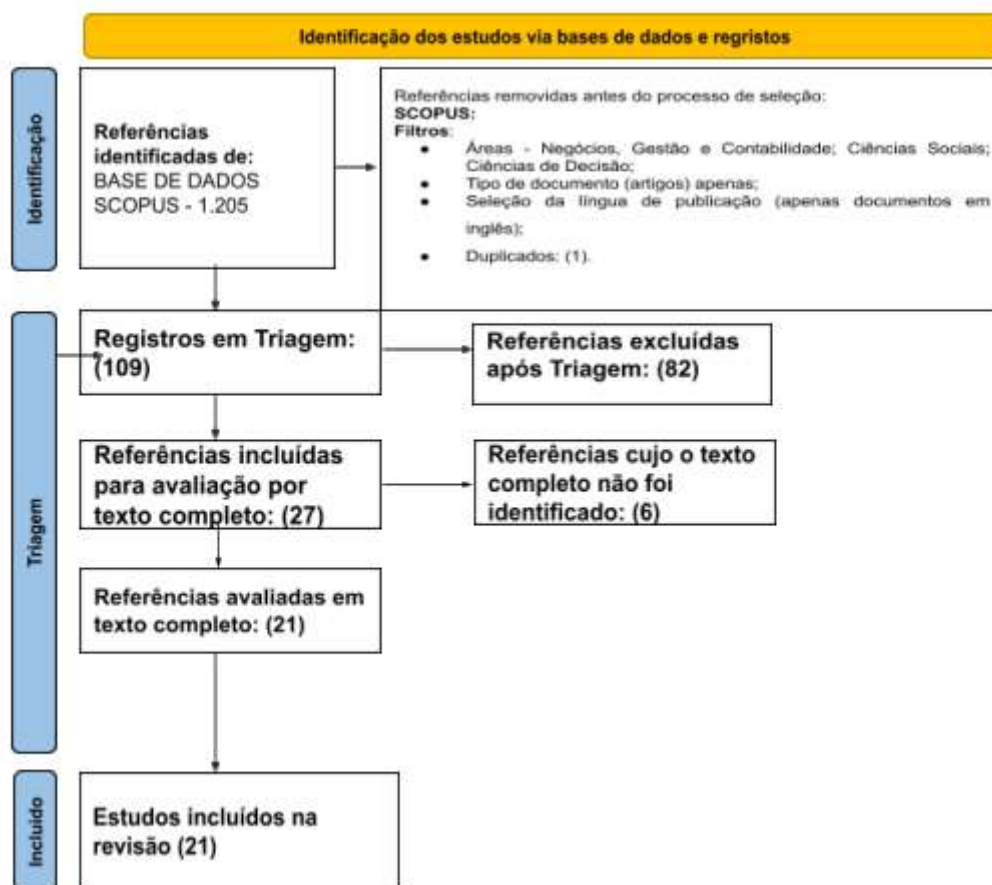 Identificação dos estudos via bases de dados e regristos
Identificação
Referências
identificadas de:
BASE DE DADOS
SCOPUS - 1.205
Referências removidas antes do processo de seleção:
SCOPUS:
Filtros:
● Áreas - Negócios, Gestão e Contabilidade; Ciências Sociais;
Ciências de Decisão;
● Tipo de documento (artigos) apenas;
● Seleção da língua de publicação (apenas documentos em
inglês);
● Duplicados: (1).
Triagem
Registros em Triagem:
(109)
Referências excluídas
após Triagem: (82)
Referências incluídas
para avaliação por
texto completo: (27)
Referências cujo o texto
completo não foi
identificado: (6)
Referências avaliadas em
texto completo: (21)
Incluido
Estudos incluídos na
revisão (21)